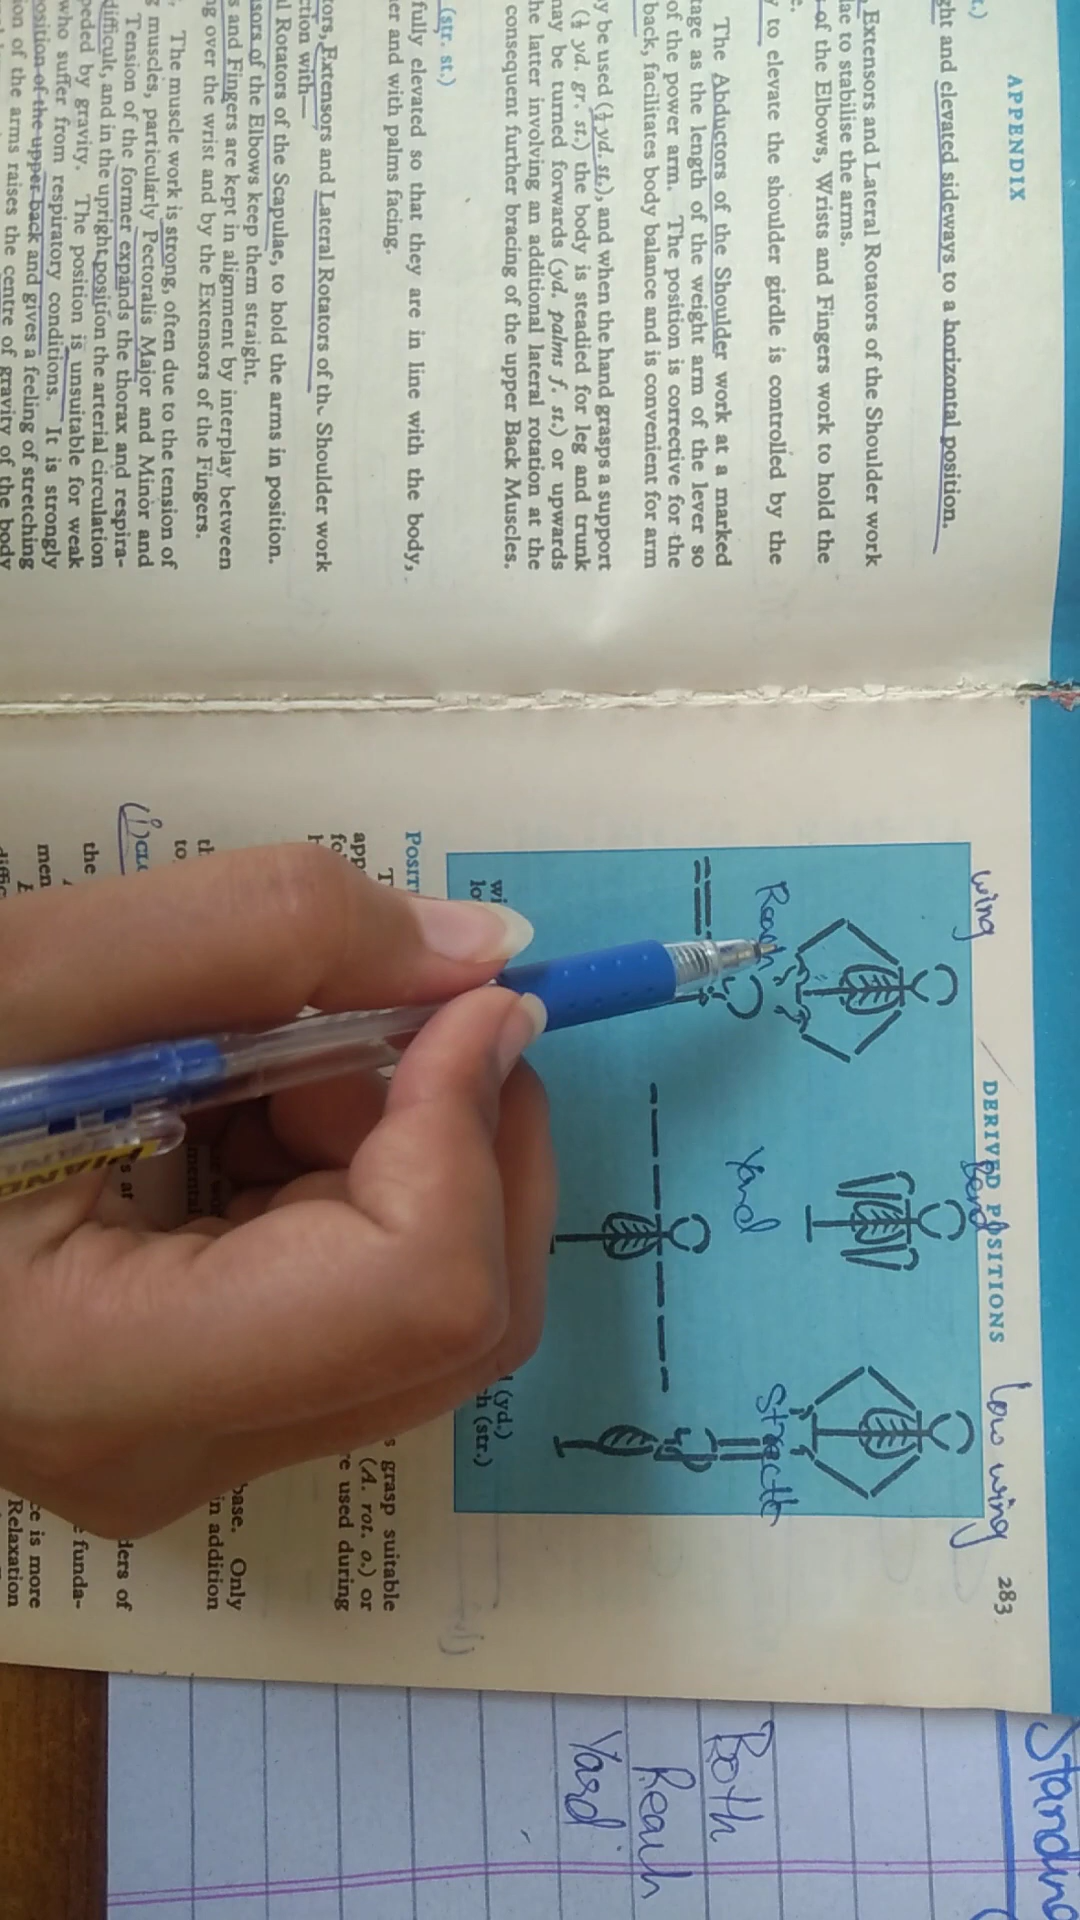 APPENDIX
t.)
ght and elevated sideways to a horizontal position.
Extensors and Lateral Rotators of the Shoulder work
lae to stabilise the arms.
of the Elbows, Wrists and Fingers work to hold the
e.
y to elevate the shoulder girdle is controlled by the
The Abductors of the Shoulder work at a marked
tage as the length of the weight arm of the lever so
of the power arm. The position is corrective for the
back, facilitates body balance and is convenient for arm
y be used (½ yd. st.), and when the hand grasps a support
(½ yd. gr. st.) the body is steadied for leg and trunk
may be turned forwards (yd. palms f. st.) or upwards
he latter involving an additional lateral rotation at the
consequent further bracing of the upper Back Muscles.
(str. st.)
fully elevated so that they are in line with the body,
er and with palms facing.
tors, Extensors and Lateral Rotators of the Shoulder work
ction with—
l Rotators of the Scapulae, to hold the arms in position.
sors of the Elbows keep them straight.
s and Fingers are kept in alignment by interplay between
ng over the wrist and by the Extensors of the Fingers.
The muscle work is strong, often due to the tension of
g muscles, particularly Pectoralis Major and Minor and
Tension of the former expands the thorax and respira-
difficult, and in the upright position the arterial circulation
peded by gravity. The position is unsuitable for weak
who suffer from respiratory conditions. It is strongly
position of the upper back and gives a feeling of stretching
ion of the arms raises the centre of gravity of the body
DERIVED POSITIONS 283
wing Bend low wing
Reach Yard Stretch
wi
lo
(yd.)
h (str.)
POSIT
T
s grasp suitable
app
(A. rot. o.) or
fo
re used during
base. Only
th
in addition
to
mental
s at
(i)
ders of
the
funda-
men
ce is more
Relaxation
diffic
Standing
Both
Reach
Yard